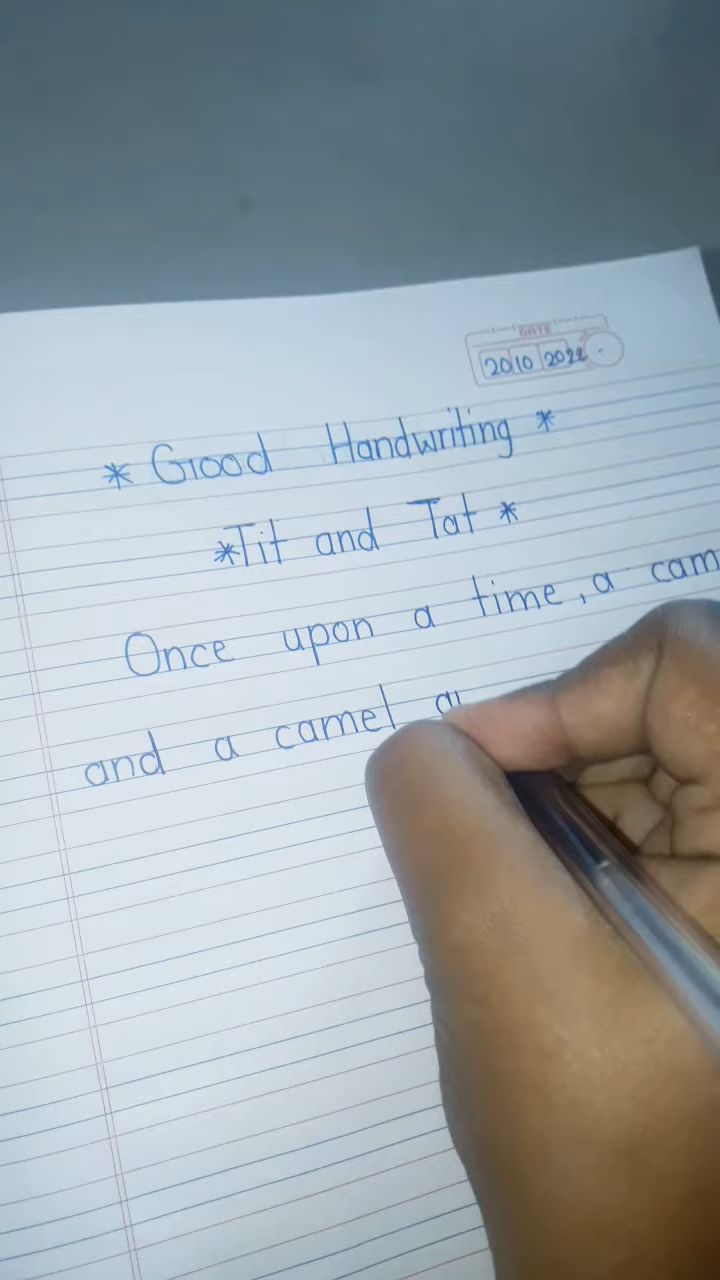 DATE
20 10 2022
* Good Handwriting *
*Tit and Tat *
Once upon a time, a cam
and a camel a